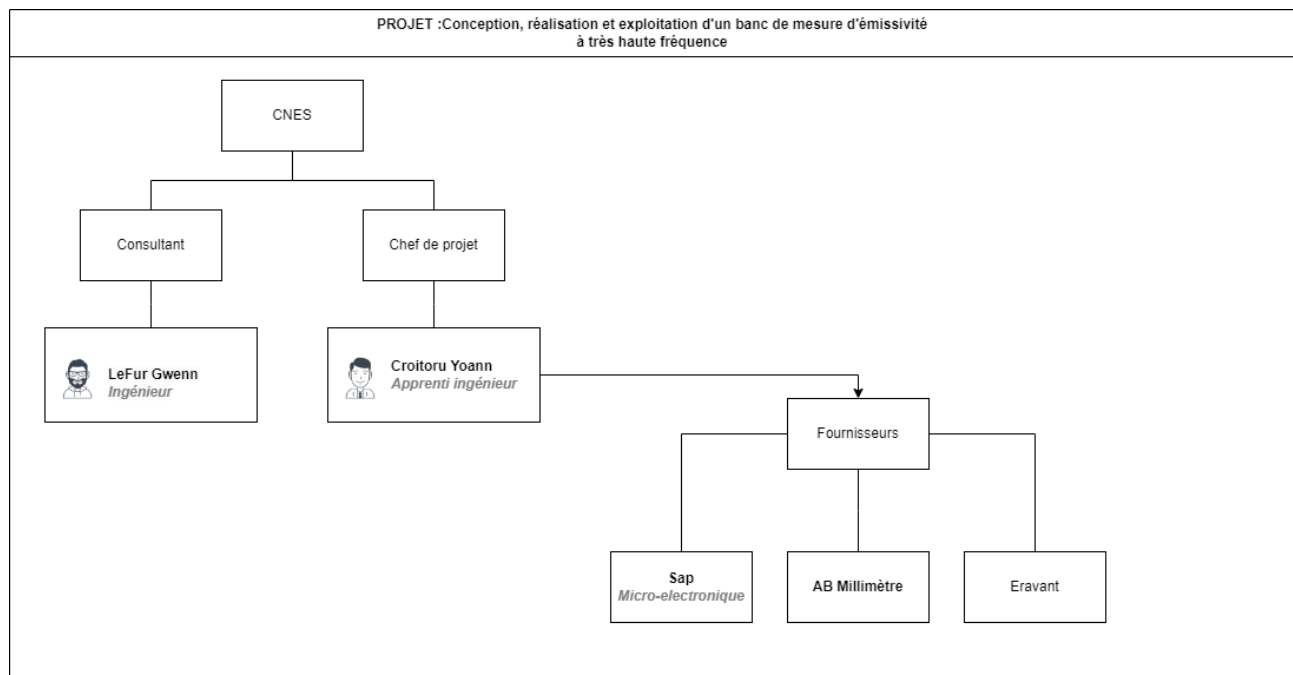 PROJET :Conception, réalisation et exploitation d'un banc de mesure d'émissivité
à très haute fréquence
CNES
Consultant
Chef de projet
LeFur Gwenn
Ingénieur
Croitoru Yoann
Apprenti ingénieur
Fournisseurs
Sap
Micro-electronique
AB Millimètre
Eravant